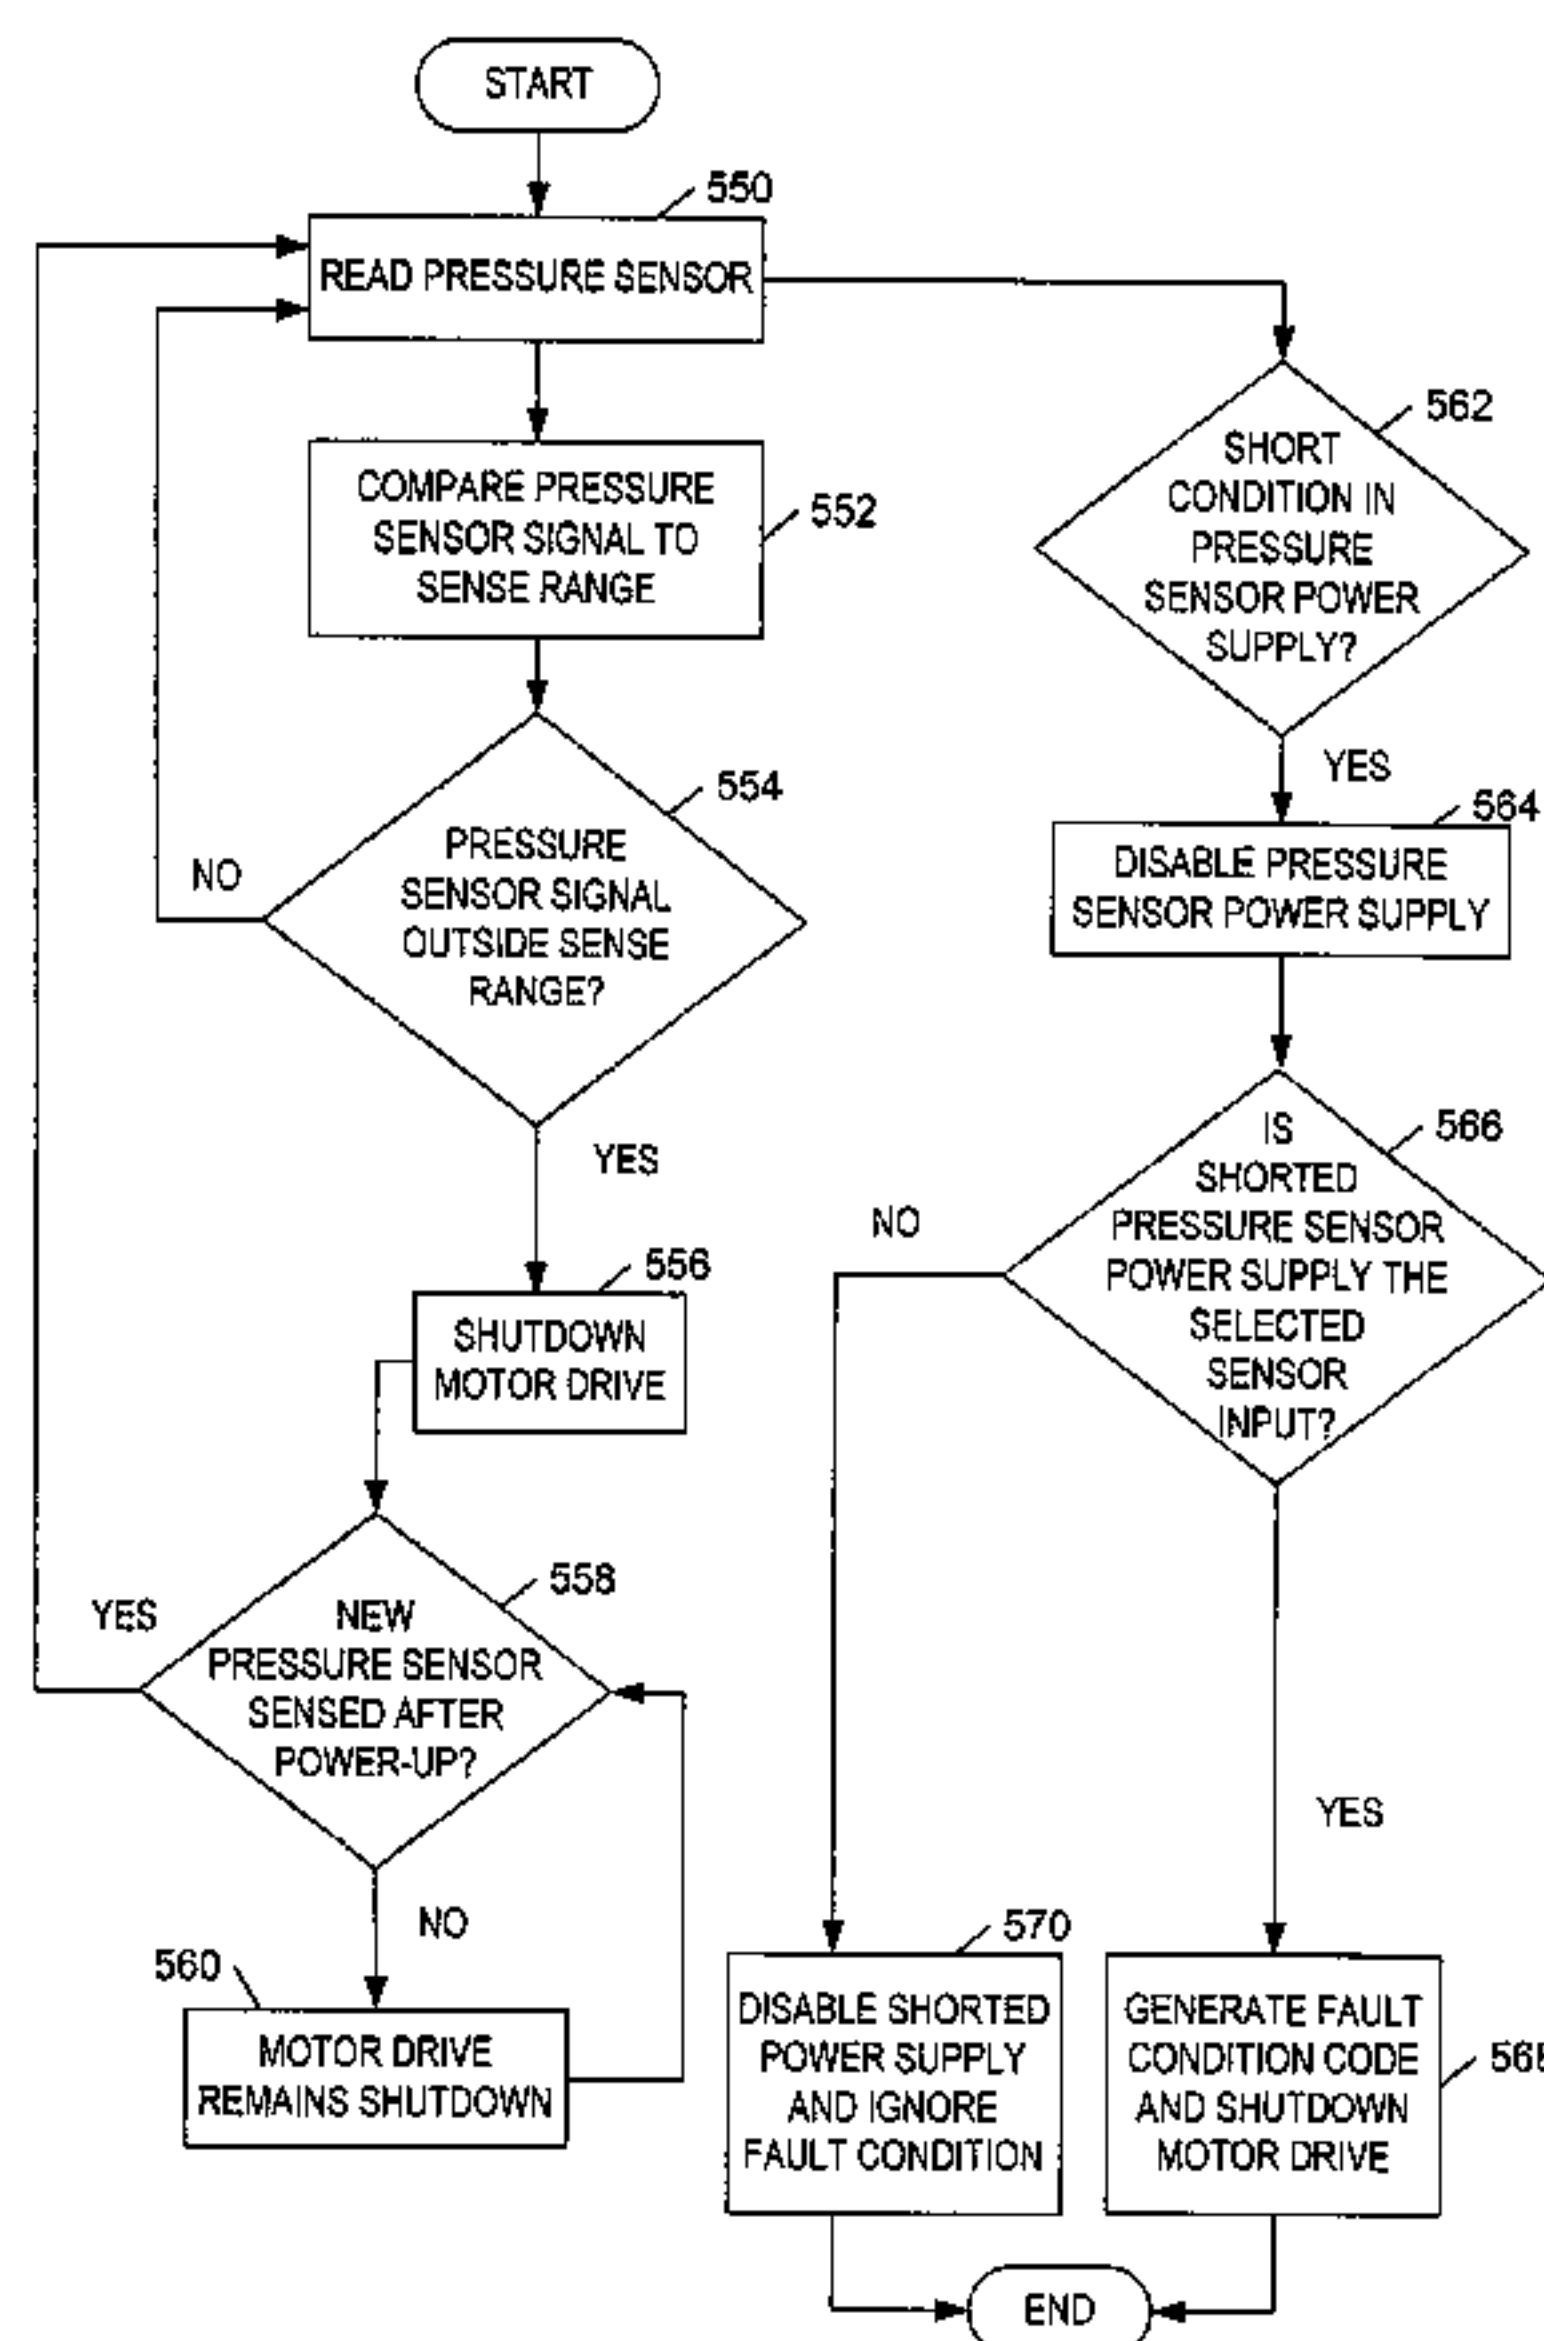 START
550
READ PRESSURE SENSOR
COMPARE PRESSURE
SENSOR SIGNAL TO
SENSE RANGE
552
554
PRESSURE
SENSOR SIGNAL
OUTSIDE SENSE
RANGE?
NO
YES
556
SHUTDOWN
MOTOR DRIVE
558
NEW
PRESSURE SENSOR
SENSED AFTER
POWER-UP?
YES
NO
560
MOTOR DRIVE
REMAINS SHUTDOWN
562
SHORT
CONDITION IN
PRESSURE
SENSOR POWER
SUPPLY?
YES
564
DISABLE PRESSURE
SENSOR POWER SUPPLY
566
IS
SHORTED
PRESSURE SENSOR
POWER SUPPLY THE
SELECTED
SENSOR
INPUT?
NO
YES
570
DISABLE SHORTED
POWER SUPPLY
AND IGNORE
FAULT CONDITION
GENERATE FAULT
CONDITION CODE
AND SHUTDOWN
MOTOR DRIVE
END